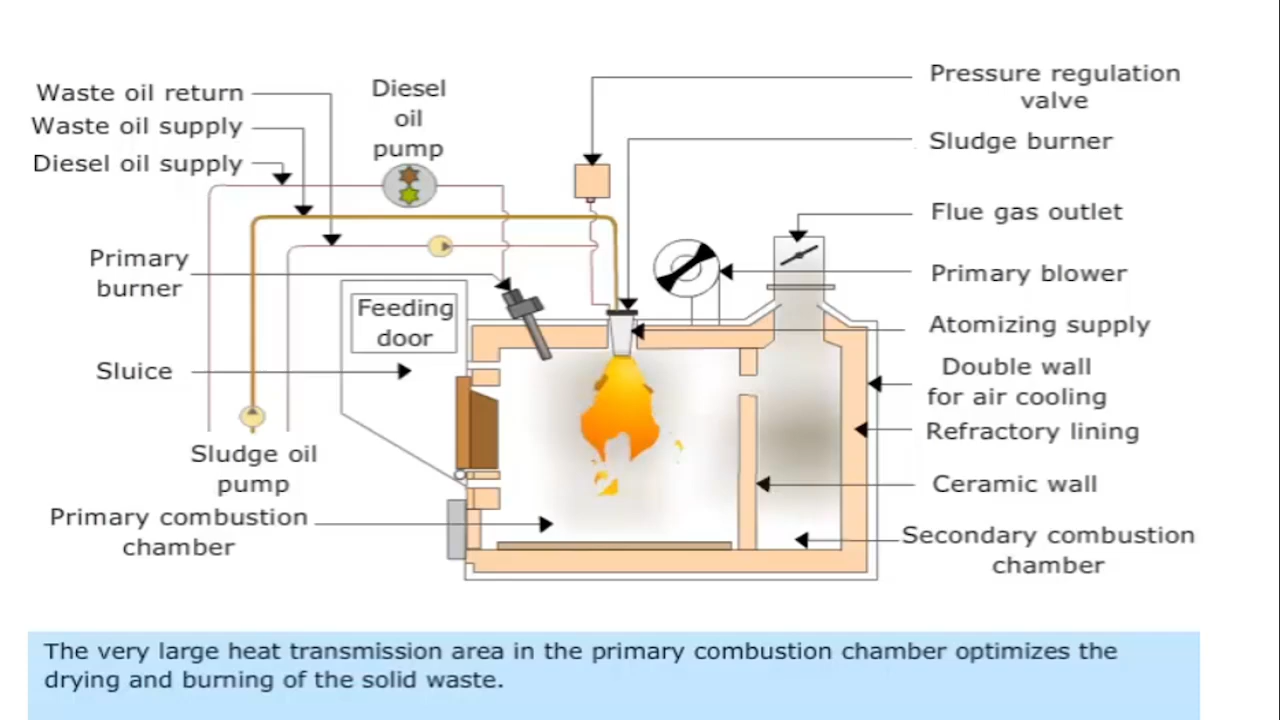 Waste oil return
Waste oil supply
Diesel oil supply
Diesel
oil
pump
Primary
burner
Feeding
door
Sluice
Sludge oil
pump
Primary combustion
chamber
Pressure regulation
valve
Sludge burner
Flue gas outlet
Primary blower
Atomizing supply
Double wall
for air cooling
Refractory lining
Ceramic wall
Secondary combustion
chamber
The very large heat transmission area in the primary combustion chamber optimizes the
drying and burning of the solid waste.